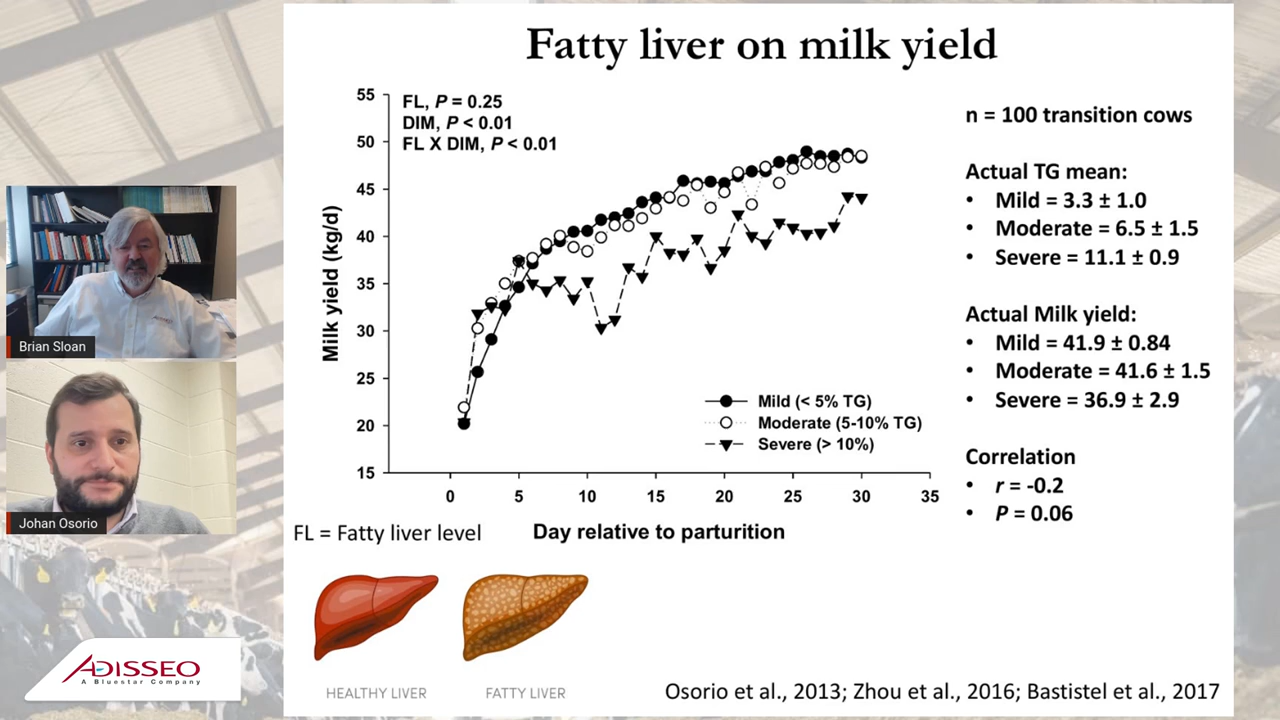 Fatty liver on milk yield
FL, P = 0.25
DIM, P < 0.01
FL X DIM, P < 0.01
55
50
45
40
35
30
25
20
15
Milk yield (kg/d)
Mild (< 5% TG)
Moderate (5-10% TG)
Severe (> 10%)
0 5 10 15 20 25 30 35
FL = Fatty liver level
Day relative to parturition
n = 100 transition cows
Actual TG mean:
• Mild = 3.3 ± 1.0
• Moderate = 6.5 ± 1.5
• Severe = 11.1 ± 0.9
Actual Milk yield:
• Mild = 41.9 ± 0.84
• Moderate = 41.6 ± 1.5
• Severe = 36.9 ± 2.9
Correlation
• r = -0.2
• P = 0.06
HEALTHY LIVER
FATTY LIVER
Osorio et al., 2013; Zhou et al., 2016; Bastistel et al., 2017
ADISSEO
Brian Sloan
Johan Osorio
ADISSEO
A Bluestar Company